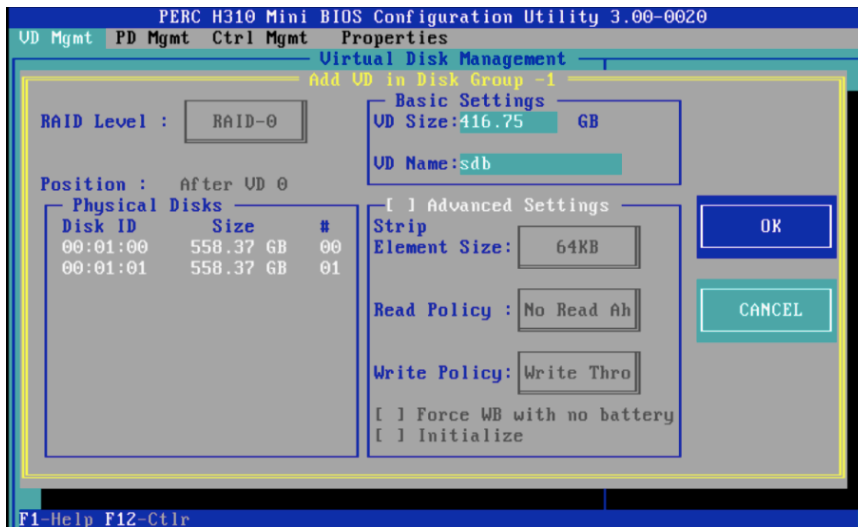 PERC H310 Mini BIOS Configuration Utility 3.00-0020
VD Mgmt PD Mgmt Ctrl Mgmt Properties
Virtual Disk Management
Add VD in Disk Group -1
RAID Level : RAID-0
Basic Settings
VD Size:416.75 GB
VD Name:sdb
Position : After VD 0
Physical Disks
Disk ID Size #
00:01:00 558.37 GB 00
00:01:01 558.37 GB 01
[ ] Advanced Settings
Strip
Element Size: 64KB
Read Policy : No Read Ah
Write Policy: Write Thro
[ ] Force WB with no battery
[ ] Initialize
OK
CANCEL
F1-Help F12-Ctlr